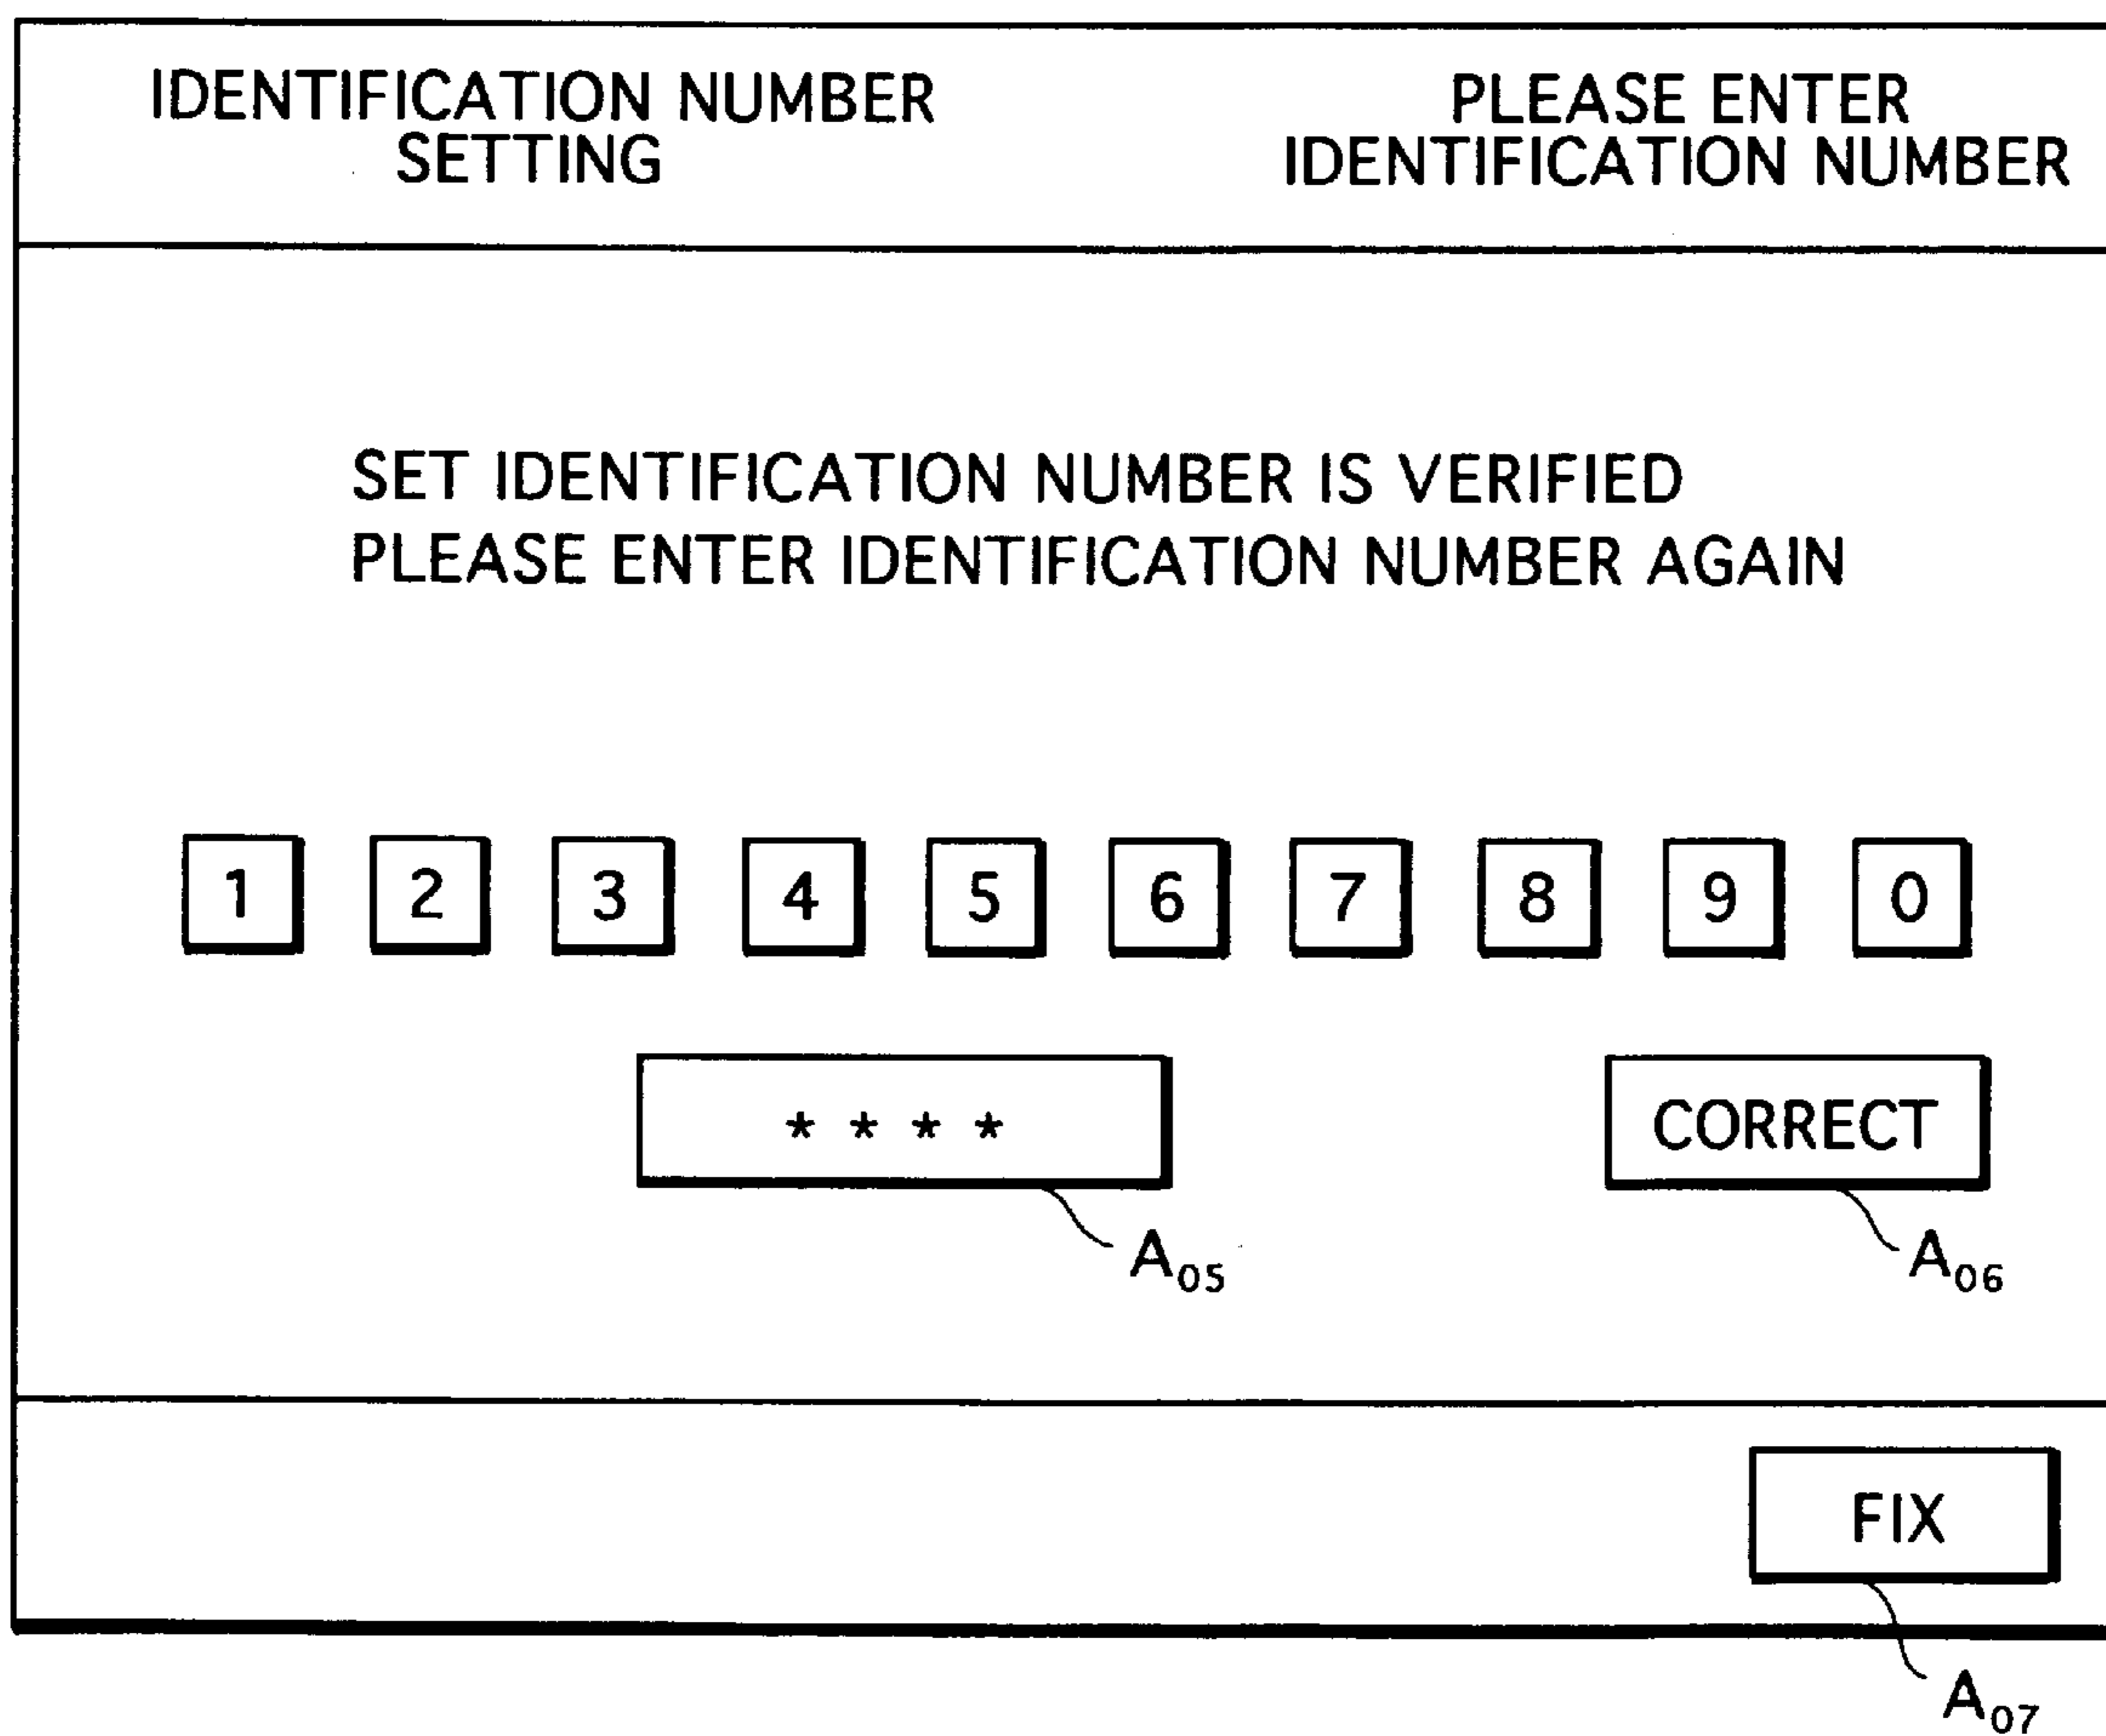 IDENTIFICATION NUMBER
SETTING
PLEASE ENTER
IDENTIFICATION NUMBER
SET IDENTIFICATION NUMBER IS VERIFIED
PLEASE ENTER IDENTIFICATION NUMBER AGAIN
1 2 3 4 5 6 7 8 9 0
* * * * CORRECT
A05 A06
FIX
A07